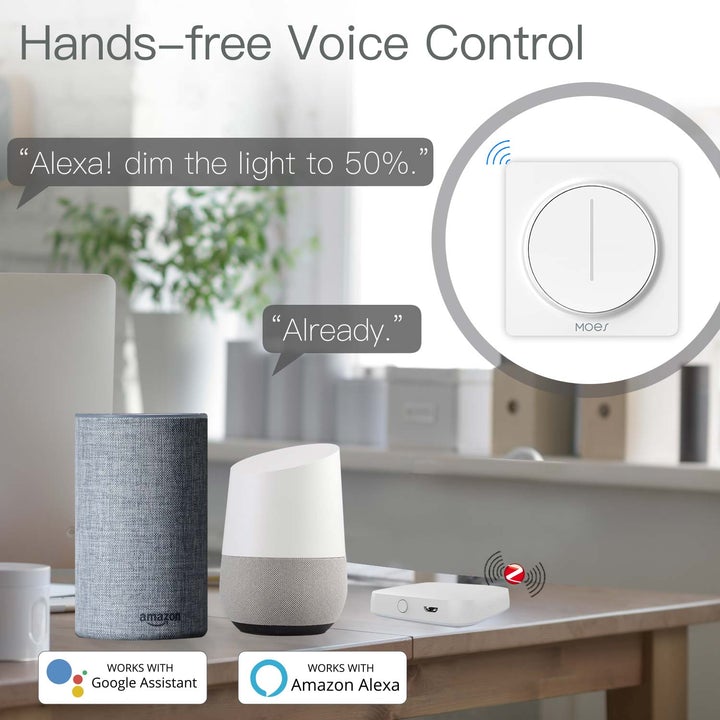 Hands-free Voice Control
“Alexa! dim the light to 50%.”
“Already.”
MOES
amazon
WORKS WITH
Google Assistant
WORKS WITH
Amazon Alexa